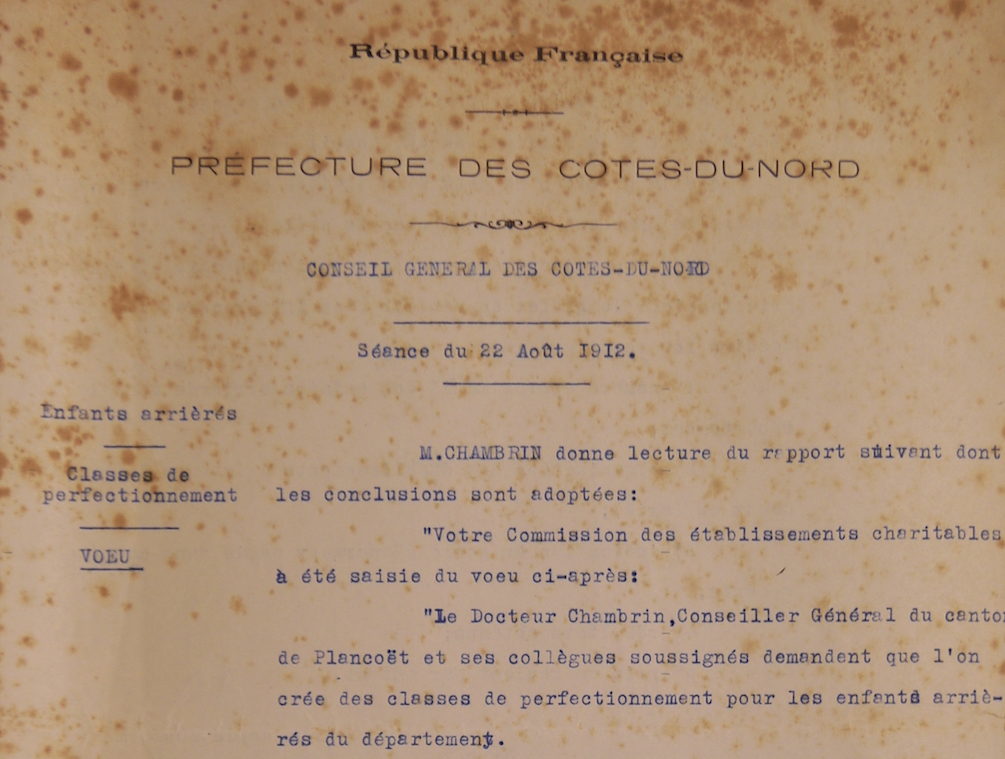 République Française
PRÉFECTURE DES COTES-DU-NORD
CONSEIL GENERAL DES COTES-DU-NORD
Séance du 22 Août 1912.
Enfants arrièrés
Classes de
perfectionnement
VOEU
M.CHAMBRIN donne lecture du rapport suivant dont
les conclusions sont adoptées:
"Votre Commission des établissements charitables
à été saisie du voeu ci-après:
"Le Docteur Chambrin,Conseiller Général du canto
de Plancoët et ses collègues soussignés demandent que l'on
crée des classes de perfectionnement pour les enfants arriè-
rés du département.